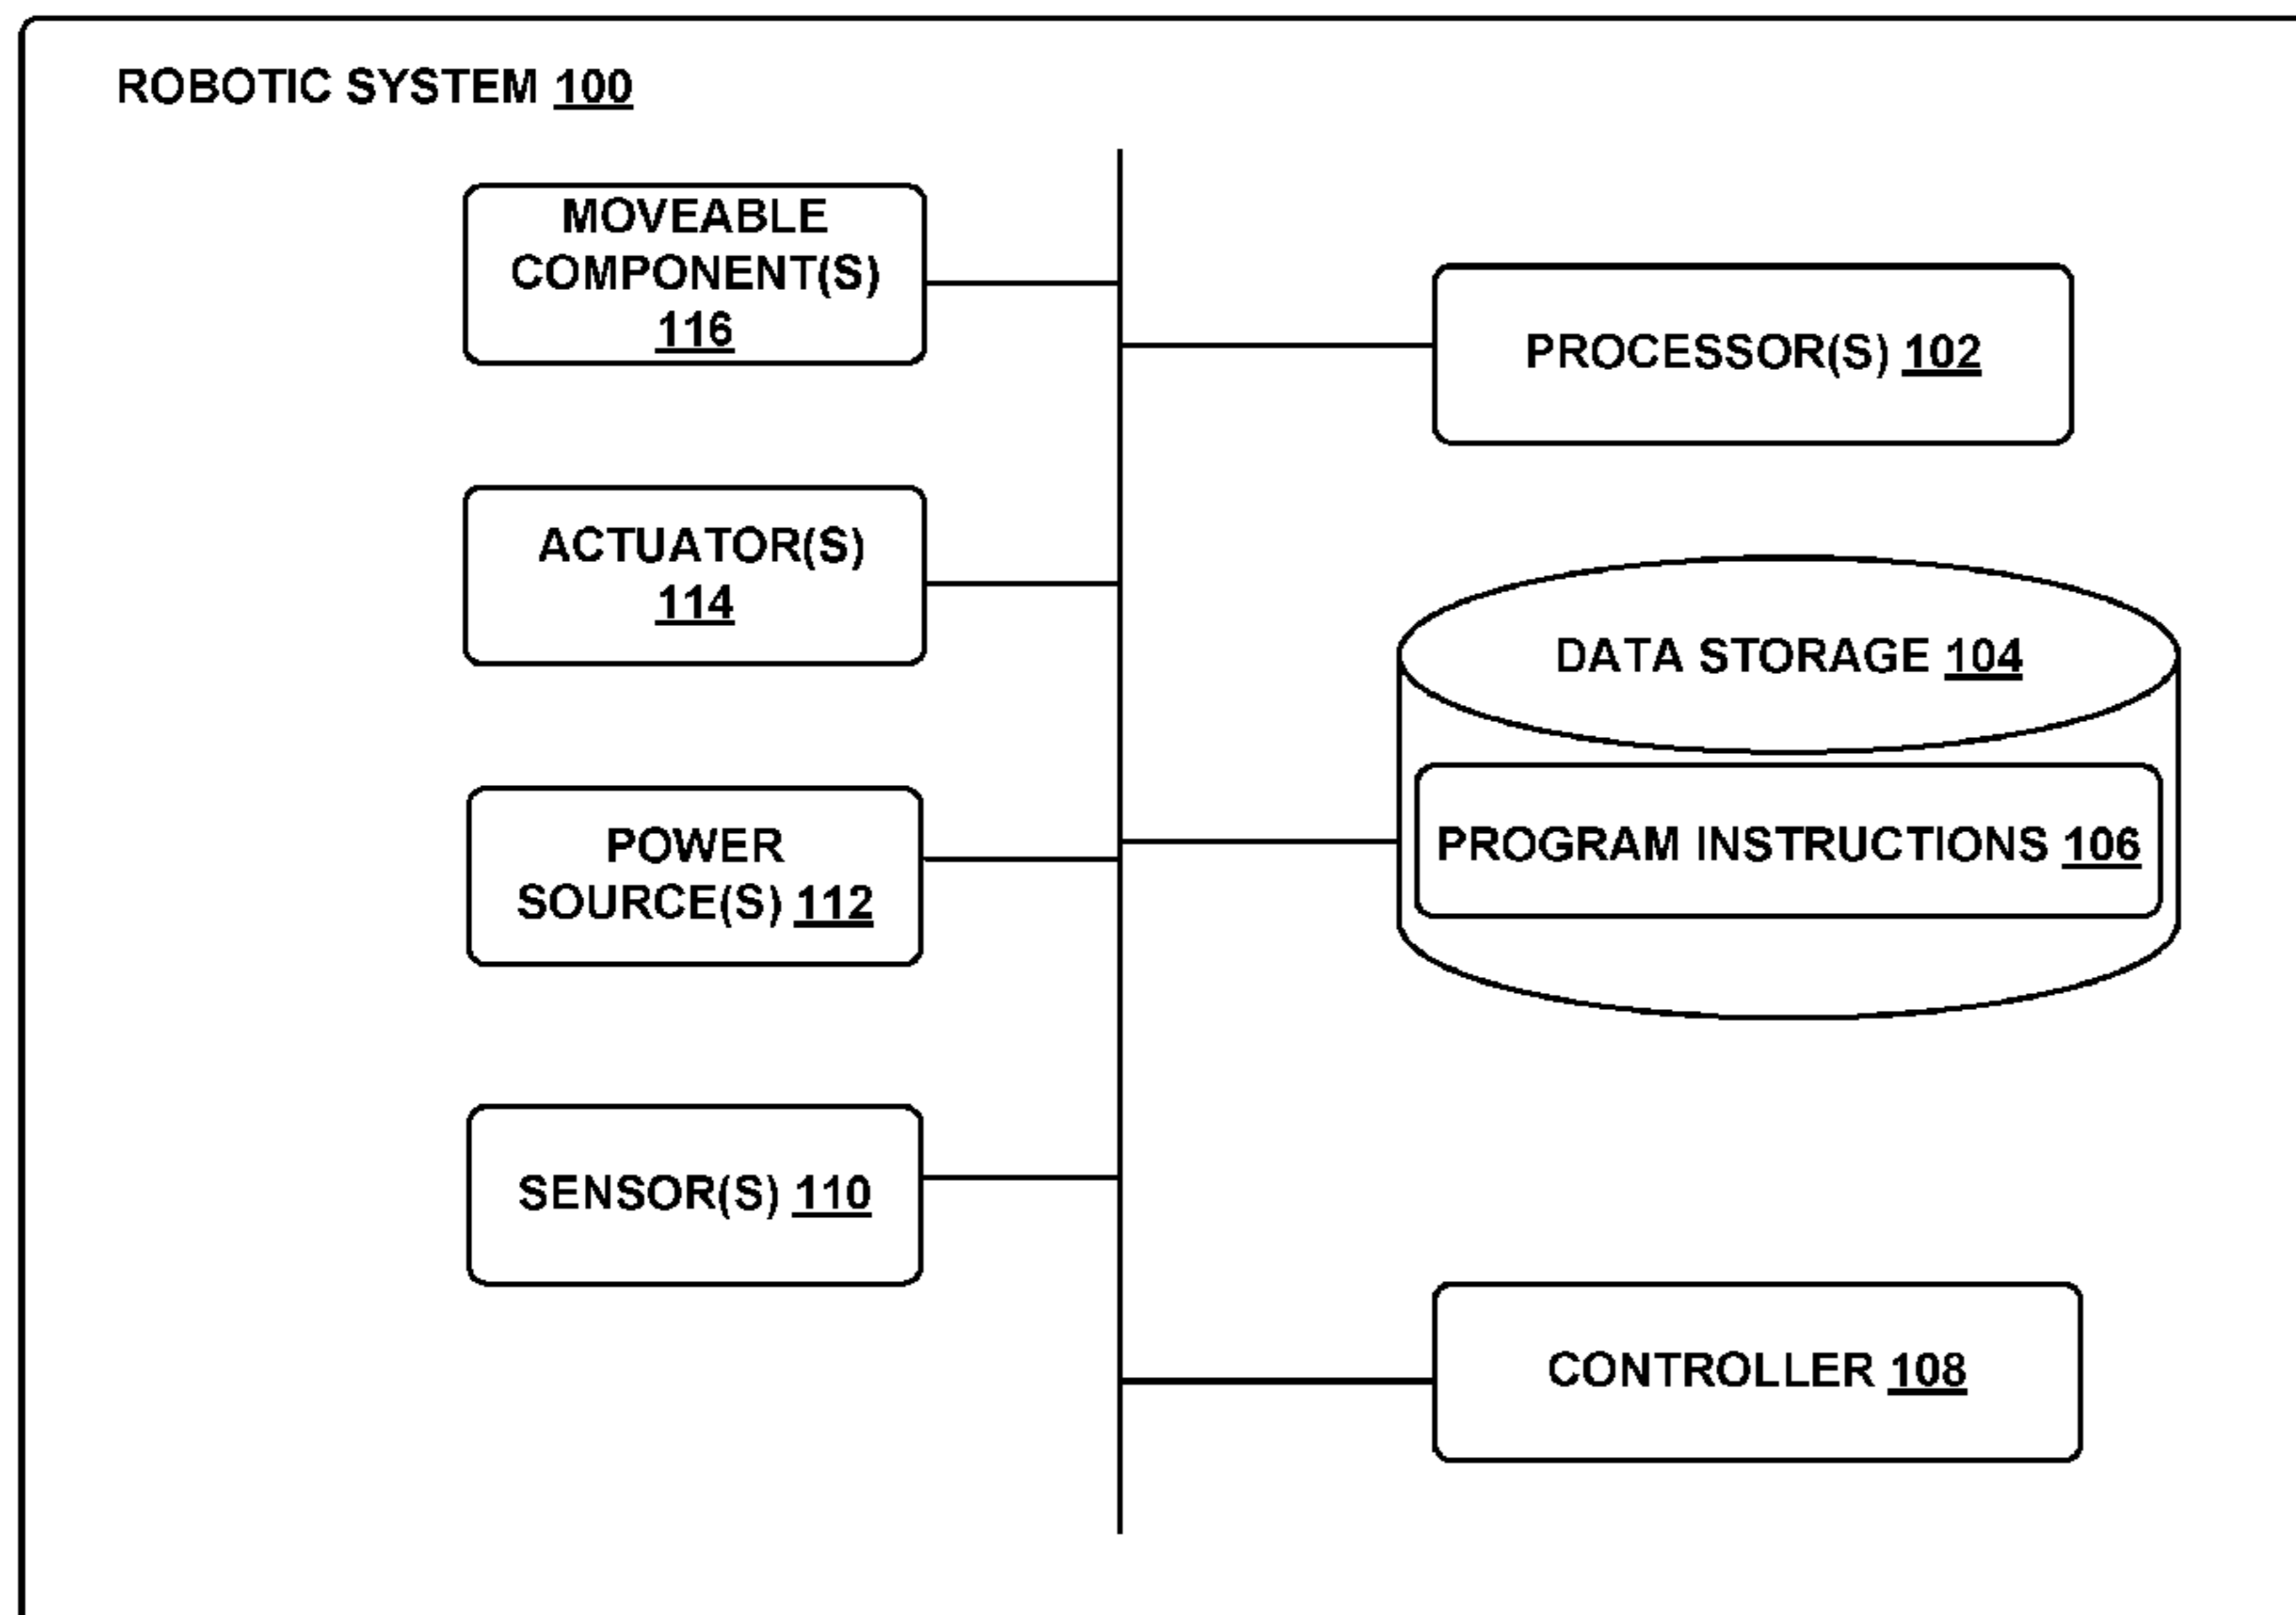 ROBOTIC SYSTEM 100
MOVEABLE
COMPONENT(S)
116
PROCESSOR(S) 102
ACTUATOR(S)
114
DATA STORAGE 104
PROGRAM INSTRUCTIONS 106
POWER
SOURCE(S) 112
SENSOR(S) 110
CONTROLLER 108